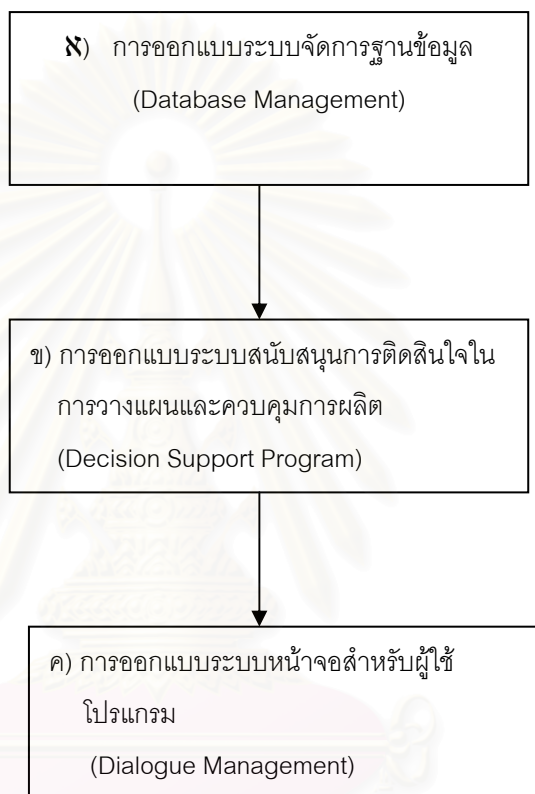 א) การออกแบบระบบจัดการฐานข้อมูล
(Database Management)
ข) การออกแบบระบบสนับสนุนการติดสินใจใน
การวางแผนและควบคุมการผลิต
(Decision Support Program)
ค) การออกแบบระบบหน้าจอสำหรับผู้ใช้
โปรแกรม
(Dialogue Management)